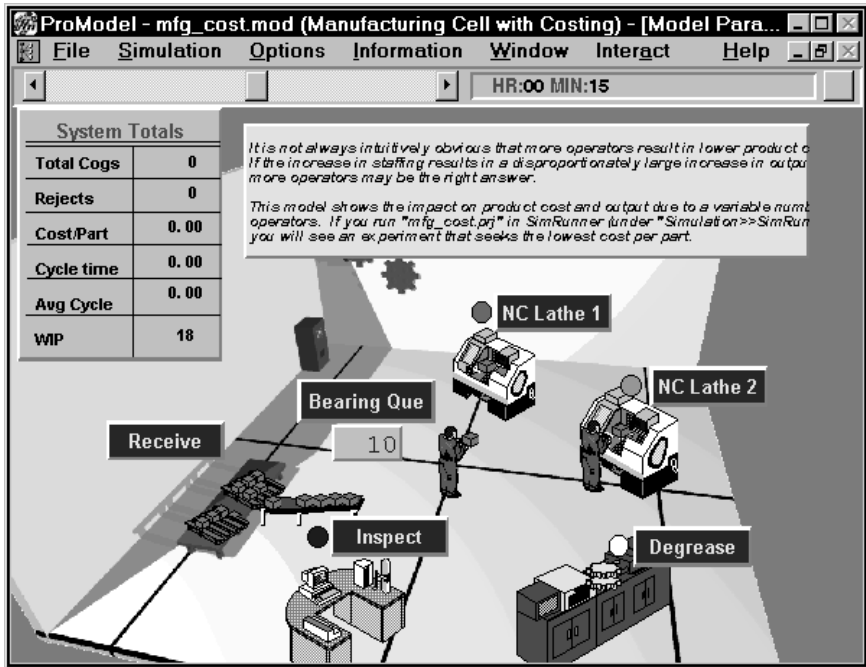 ProModel - mfg_cost.mod (Manufacturing Cell with Costing) - [Model Para...
File Simulation Options Information Window Interact Help
HR:00 MIN:15
System Totals
Total Cogs 0
Rejects 0
Cost/Part 0.00
Cycle time 0.00
Avg Cycle 0.00
WIP 18
It is not always intuitively obvious that more operators result in lower product c
If the increase in staffing results in a disproportionately large increase in outpu
more operators may be the right answer.
This model shows the impact on product cost and output due to a variable numb
operators. If you run "mfg_cost.prj" in SimRunner (under "Simulation>>SimRun
you will see an experiment that seeks the lowest cost per part.
NC Lathe 1
NC Lathe 2
Bearing Que
10
Receive
Inspect
Degrease